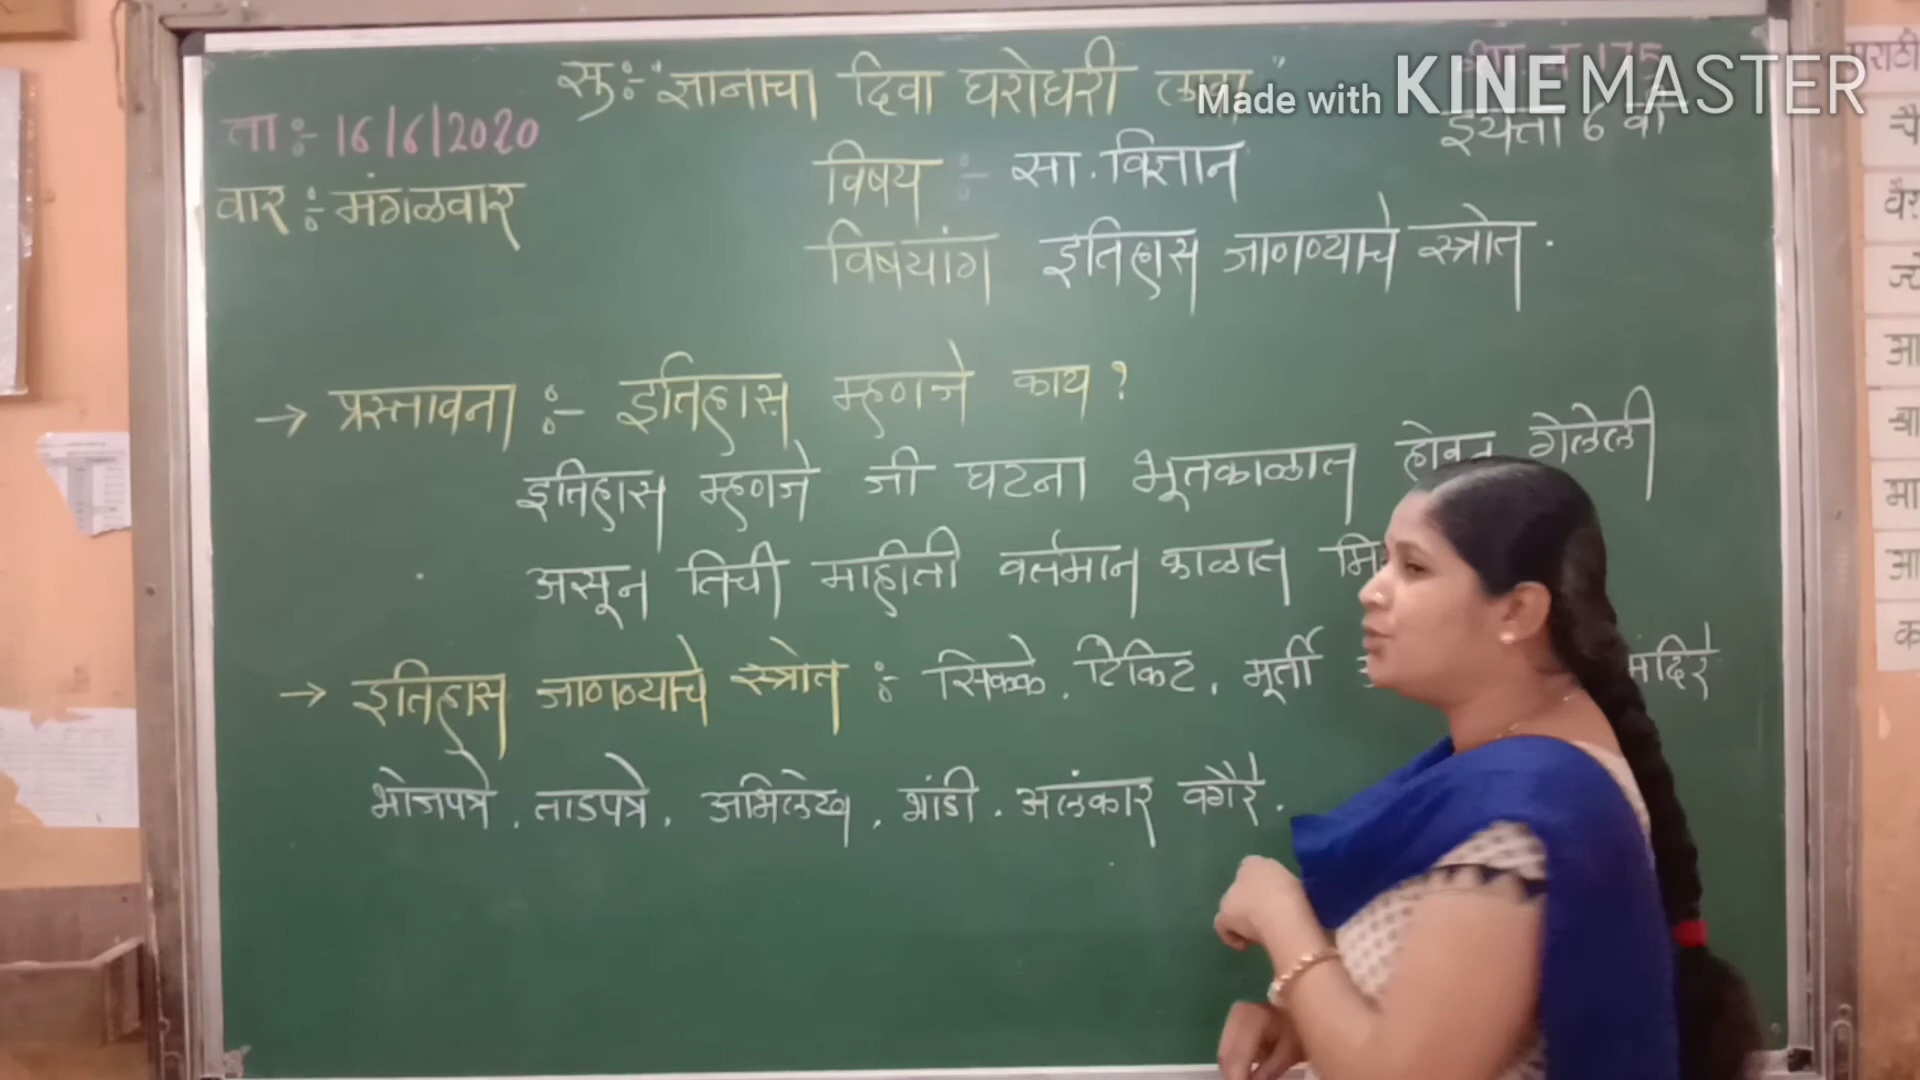 सु:- "ज्ञानाचा दिवा घरोघरी लावा"
Made with KINEMASTER
ता :- 16/6/2020
इयत्ता 6 वी
वार :- मंगळवार
विषय :- सा. विज्ञान
विषयांग इतिहास जाणण्याचे स्त्रोत.
→ प्रस्तावना :- इतिहास म्हणजे काय ?
इतिहास म्हणजे जी घटना भूतकाळात होवून गेलेली
असून तिची माहीती वर्तमान काळात
→ इतिहास जाणण्याचे स्त्रोत : सिक्के, टिकिट, मूर्ती मंदिरे
भोजपत्रे, ताडपत्रे, अभिलेख, भांडी, अलंकार वगैरे.
मराठी